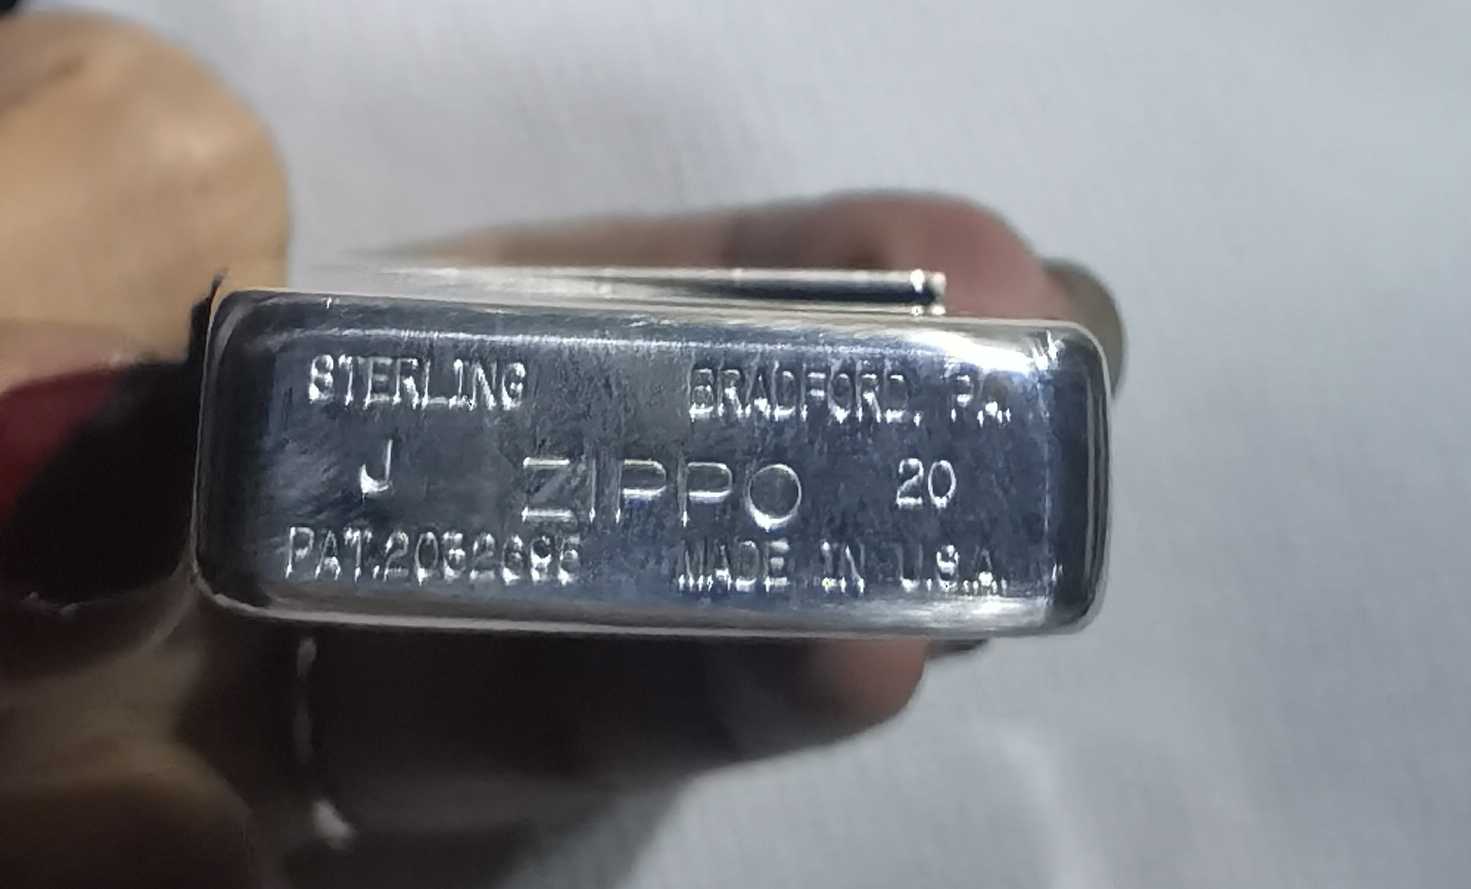 STERLING BRADFORD, PA.
J ZIPPO 20
PAT.2032695 MADE IN U.S.A.